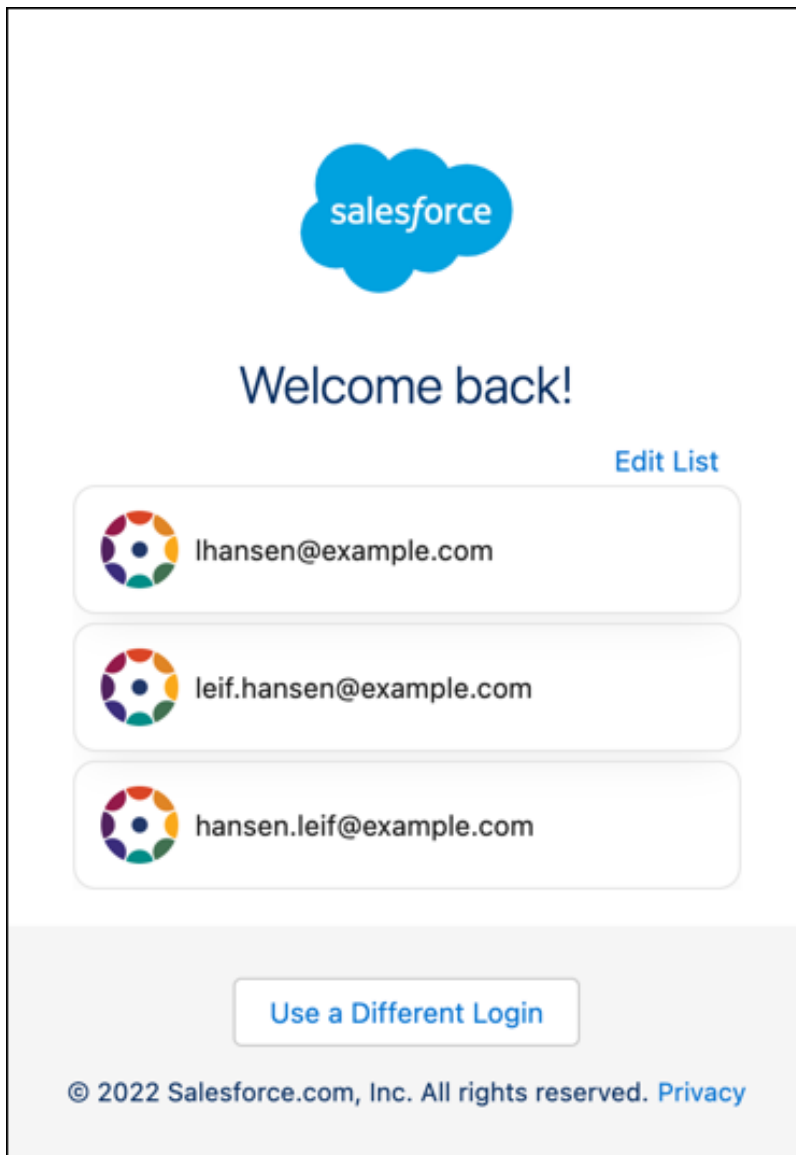 salesforce
Welcome back!
Edit List
lhansen@example.com
leif.hansen@example.com
hansen.leif@example.com
Use a Different Login
© 2022 Salesforce.com, Inc. All rights reserved. Privacy